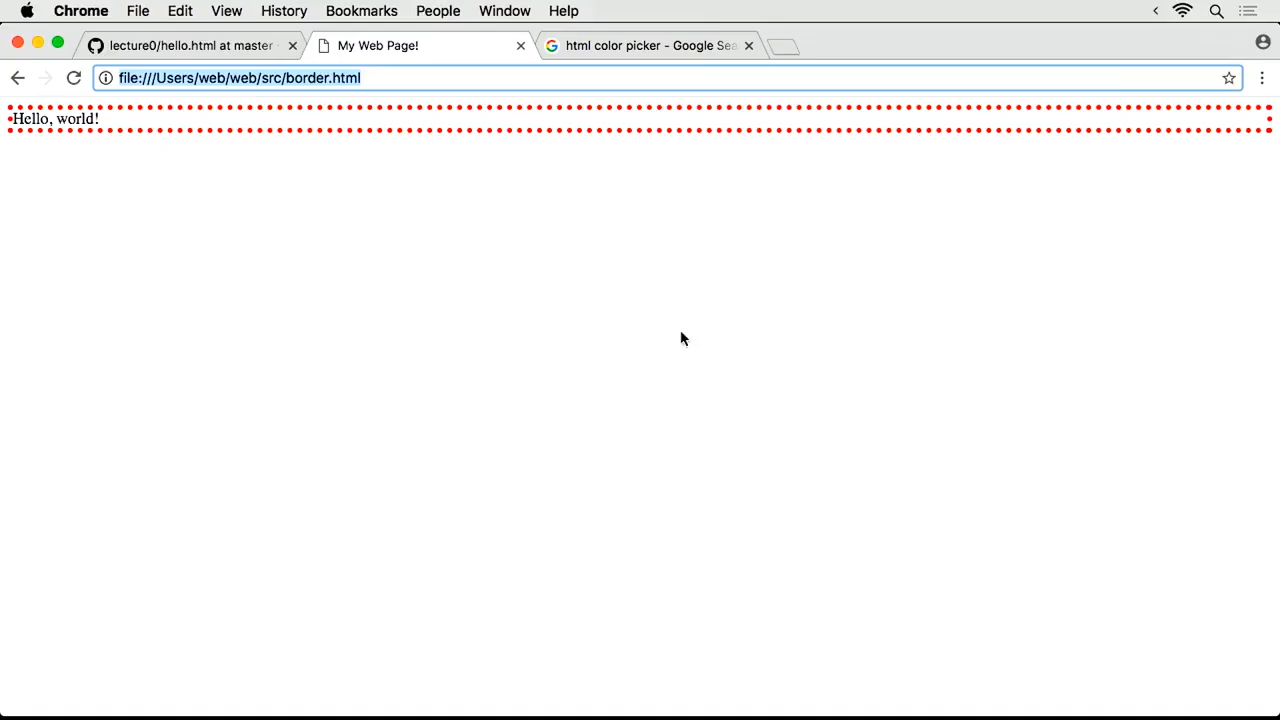 Chrome File Edit View History Bookmarks People Window Help
lecture0/hello.html at master My Web Page! html color picker - Google Sea
file:///Users/web/web/src/border.html
Hello, world!